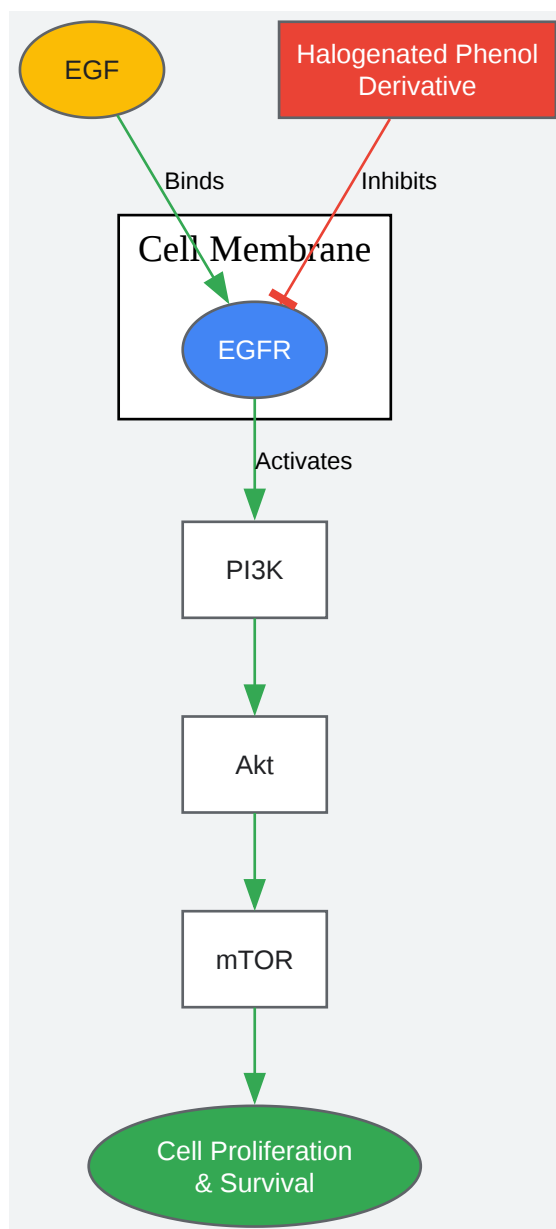 EGF
Halogenated Phenol
Derivative
Binds
Inhibits
Cell Membrane
EGFR
Activates
PI3K
Akt
mTOR
Cell Proliferation
& Survival